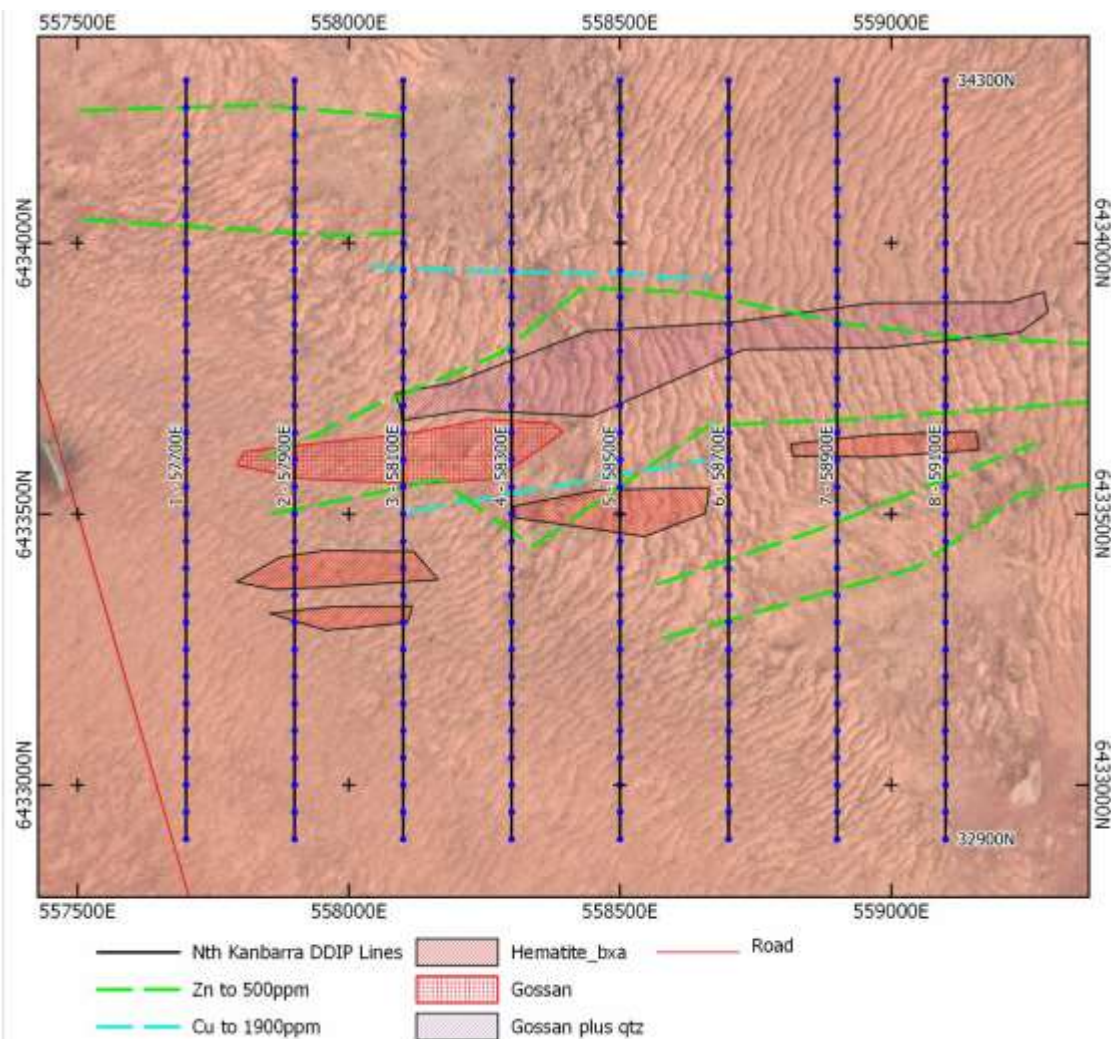 557500E 558000E 558500E 559000E
34300N
6434000N 6434000N
1 - 57700E 2 - 57900E 3 - 58100E 4 - 58300E 5 - 58500E 6 - 58700E 7 - 58900E 8 - 59100E
6433500N 6433500N
6433000N 6433000N
32900N
557500E 558000E 558500E 559000E
Nth Kanbarra DDIP Lines Hematite_bxa Road
Zn to 500ppm Gossan
Cu to 1900ppm Gossan plus qtz